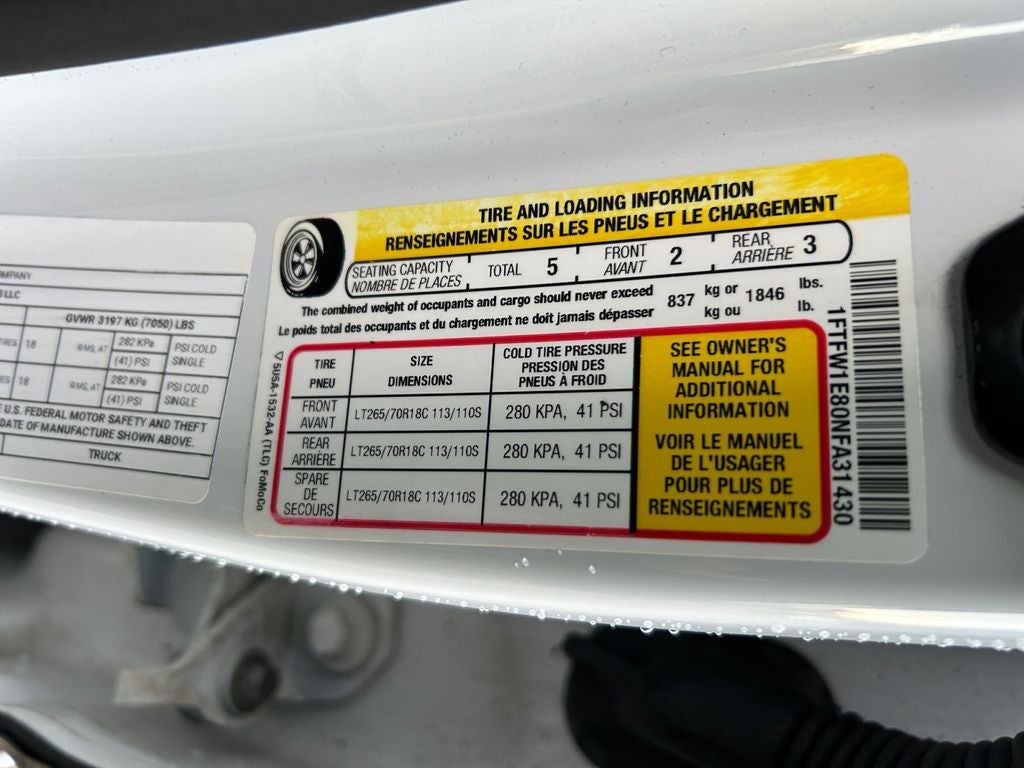 OMPANY
S LLC
GVWR 3197 KG (7050) LBS
18 RIMS, AT 282 KPa (41) PSI PSI COLD SINGLE
18 RIMS, AT 282 KPa (41) PSI PSI COLD SINGLE
U.S. FEDERAL MOTOR SAFETY AND THEFT
DATE OF MANUFACTURE SHOWN ABOVE.
TRUCK
TIRE AND LOADING INFORMATION
RENSEIGNEMENTS SUR LES PNEUS ET LE CHARGEMENT
SEATING CAPACITY TOTAL 5 FRONT 2 REAR 3
NOMBRE DE PLACES AVANT ARRIÈRE
The combined weight of occupants and cargo should never exceed 837 kg or 1846 lbs.
Le poids total des occupants et du chargement ne doit jamais dépasser kg ou lb.
TIRE SIZE COLD TIRE PRESSURE
PNEU DIMENSIONS PRESSION DES
PNEUS À FROID
FRONT
AVANT LT265/70R18C 113/110S 280 KPA, 41 PSI
REAR
ARRIÈRE LT265/70R18C 113/110S 280 KPA, 41 PSI
SPARE
DE
SECOURS LT265/70R18C 113/110S 280 KPA, 41 PSI
SEE OWNER'S
MANUAL FOR
ADDITIONAL
INFORMATION
VOIR LE MANUEL
DE L'USAGER
POUR PLUS DE
RENSEIGNEMENTS
5U5A-1532-AA (TLC) FoMoCo
1FTFW1E80NFA31430